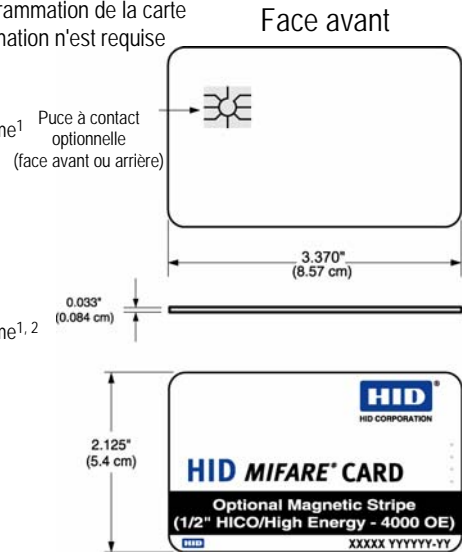 rammation de la carte
nation n'est requise
Face avant
ne1
Puce à contact
optionnelle
(face avant ou arrière)
3.370"
(8.57 cm)
0.033"
(0.084 cm)
ne1, 2
2.125"
(5.4 cm)
HID®
HID CORPORATION
HID MIFARE® CARD
Optional Magnetic Stripe
(1/2" HICO/High Energy - 4000 OE)
HID
XXXXX YYYYYY-YY